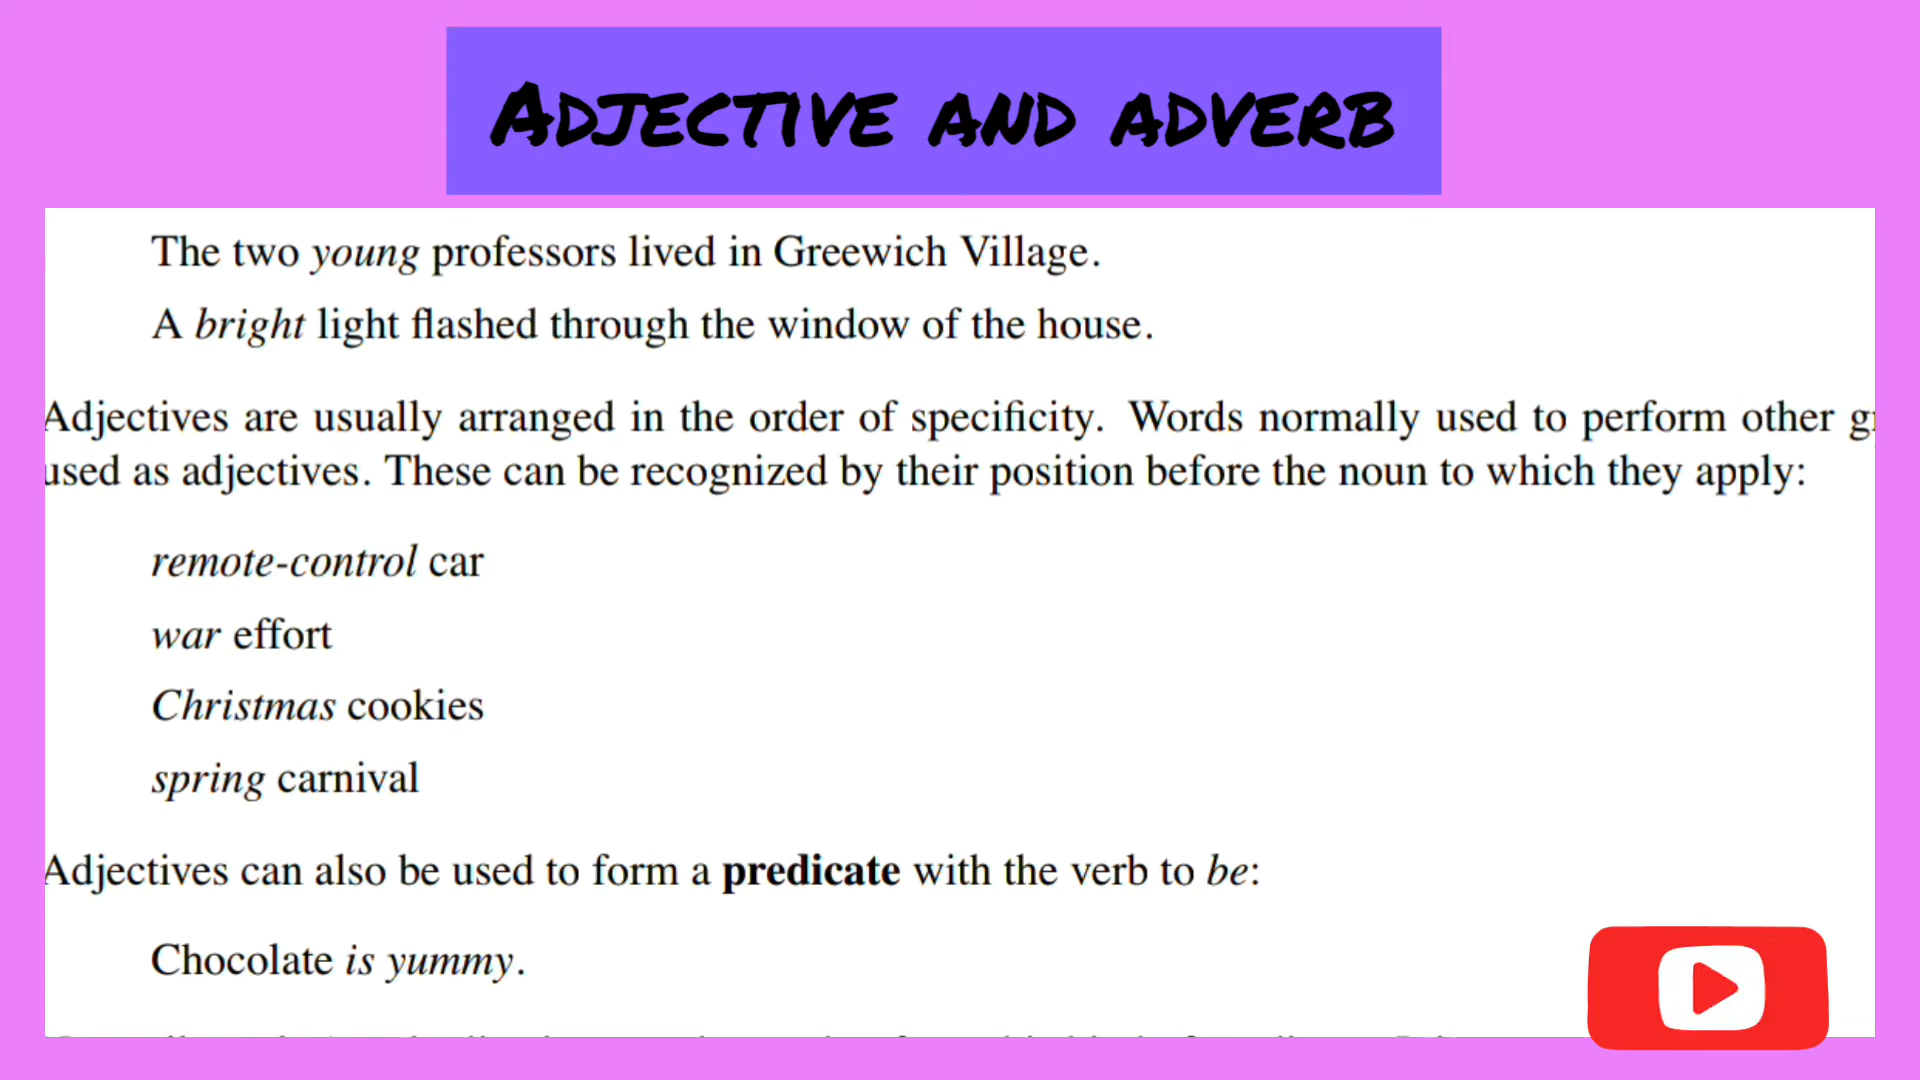 ADJECTIVE AND ADVERB
The two young professors lived in Greewich Village.
A bright light flashed through the window of the house.
Adjectives are usually arranged in the order of specificity. Words normally used to perform other
used as adjectives. These can be recognized by their position before the noun to which they apply:
remote-control car
war effort
Christmas cookies
spring carnival
Adjectives can also be used to form a predicate with the verb to be:
Chocolate is yummy.